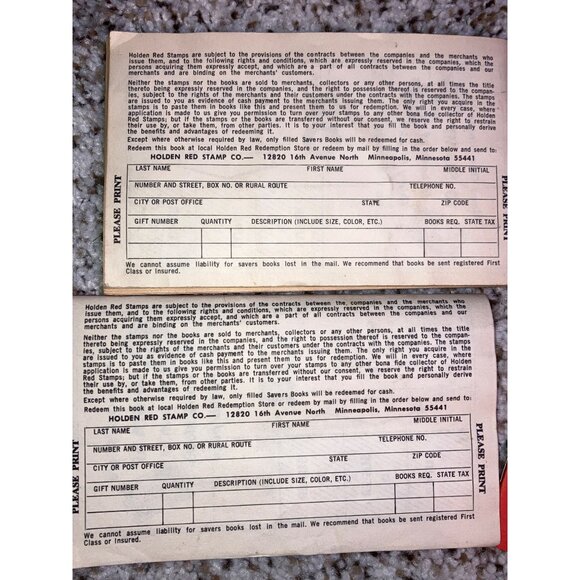 Holden Red Stamps are subject to the provisions of the contracts between the companies and the merchants who
issue them, and to the following rights and conditions, which are expressly reserved in the companies, which the
persons acquiring them expressly accept, and which are a part of all contracts between the companies and our
merchants and are binding on the merchants' customers.
Neither the stamps nor the books are sold to merchants, collectors or any other persons, at all times the title
thereto being expressly reserved in the companies, and the right to possession thereof is reserved to the compan-
ies, subject to the rights of the merchants and their customers under the contracts with the companies. The stamps
are issued to you as evidence of cash payment to the merchants issuing them. The only right you acquire in the
stamps is to paste them in books like this and present them to us for redemption. We will in every case, where
application is made to us give you permission to turn over your stamps to any other bona fide collector of Holden
Red Stamps; but if the stamps or the books are transferred without our consent, we reserve the right to restrain
their use by, or take them, from other parties. It is to your interest that you fill the book and personally derive
the benefits and advantages of redeeming it.
Except where otherwise required by law, only filled Savers Books will be redeemed for cash.
Redeem this book at local Holden Red Redemption Store or redeem by mail by filling in the order below and send to:
HOLDEN RED STAMP CO.— 12820 16th Avenue North Minneapolis, Minnesota 55441
LAST NAME FIRST NAME MIDDLE INITIAL
NUMBER AND STREET, BOX NO. OR RURAL ROUTE TELEPHONE NO.
CITY OR POST OFFICE STATE ZIP CODE
GIFT NUMBER QUANTITY DESCRIPTION (INCLUDE SIZE, COLOR, ETC.) BOOKS REQ. STATE TAX
PLEASE PRINT
PLEASE PRINT
We cannot assume liability for savers books lost in the mail. We recommend that books be sent registered First
Class or Insured.
Holden Red Stamps are subject to the provisions of the contracts between the companies and the merchants who
issue them, and to the following rights and conditions, which are expressly reserved in the companies, which the
persons acquiring them expressly accept, and which are a part of all contracts between the companies and our
merchants and are binding on the merchants' customers.
Neither the stamps nor the books are sold to merchants, collectors or any other persons, at all times the title
thereto being expressly reserved in the companies, and the right to possession thereof is reserved to the compan-
ies, subject to the rights of the merchants and their customers under the contracts with the companies. The stamps
are issued to you as evidence of cash payment to the merchants issuing them. The only right you acquire in the
stamps is to paste them in books like this and present them to us for redemption. We will in every case, where
application is made to us give you permission to turn over your stamps to any other bona fide collector of Holden
Red Stamps; but if the stamps or the books are transferred without our consent, we reserve the right to restrain
their use by, or take them, from other parties. It is to your interest that you fill the book and personally derive
the benefits and advantages of redeeming it.
Except where otherwise required by law, only filled Savers Books will be redeemed for cash.
Redeem this book at local Holden Red Redemption Store or redeem by mail by filling in the order below and send to:
HOLDEN RED STAMP CO.— 12820 16th Avenue North Minneapolis, Minnesota 55441
LAST NAME FIRST NAME MIDDLE INITIAL
NUMBER AND STREET, BOX NO. OR RURAL ROUTE TELEPHONE NO.
CITY OR POST OFFICE STATE ZIP CODE
GIFT NUMBER QUANTITY DESCRIPTION (INCLUDE SIZE, COLOR, ETC.) BOOKS REQ. STATE TAX
PLEASE PRINT
PLEASE PRINT
We cannot assume liability for savers books lost in the mail. We recommend that books be sent registered First
Class or Insured.